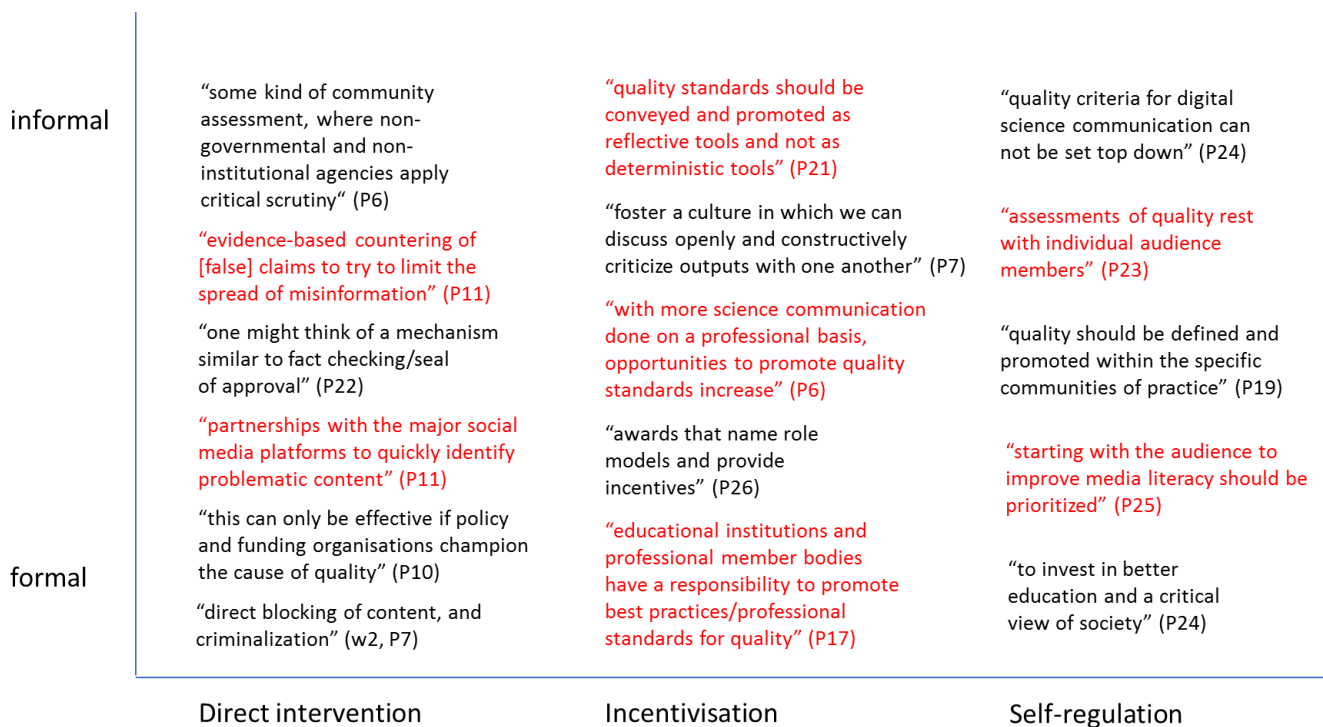 informal
formal
“some kind of community
assessment, where non-
governmental and non-
institutional agencies apply
critical scrutiny“ (P6)
“evidence-based countering of
[false] claims to try to limit the
spread of misinformation” (P11)
“one might think of a mechanism
similar to fact checking/seal
of approval” (P22)
“partnerships with the major social
media platforms to quickly identify
problematic content” (P11)
“this can only be effective if policy
and funding organisations champion
the cause of quality” (P10)
“direct blocking of content, and
criminalization” (w2, P7)
“quality standards should be
conveyed and promoted as
reflective tools and not as
deterministic tools” (P21)
“foster a culture in which we can
discuss openly and constructively
criticize outputs with one another” (P7)
“with more science communication
done on a professional basis,
opportunities to promote quality
standards increase” (P6)
“awards that name role
models and provide
incentives” (P26)
“educational institutions and
professional member bodies
have a responsibility to promote
best practices/professional
standards for quality” (P17)
“quality criteria for digital
science communication can
not be set top down” (P24)
“assessments of quality rest
with individual audience
members” (P23)
“quality should be defined and
promoted within the specific
communities of practice” (P19)
“starting with the audience to
improve media literacy should be
prioritized” (P25)
“to invest in better
education and a critical
view of society” (P24)
Direct intervention
Incentivisation
Self-regulation